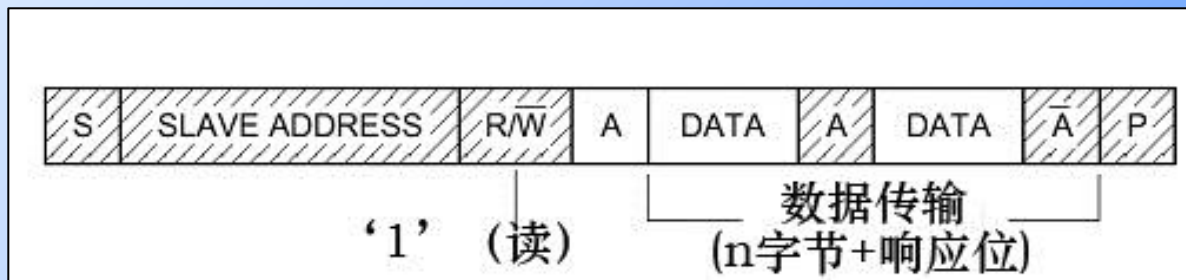 S SLAVE ADDRESS R/W̅ A DATA A DATA A̅ P
‘1’ (读)
数据传输
(n字节+响应位)